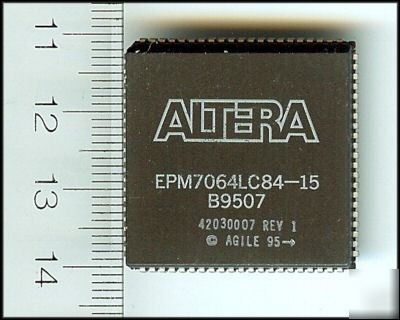 11
12
13
14
ALTERA
EPM7064LC84-15
B9507
42030007 REV 1
© AGILE 95→